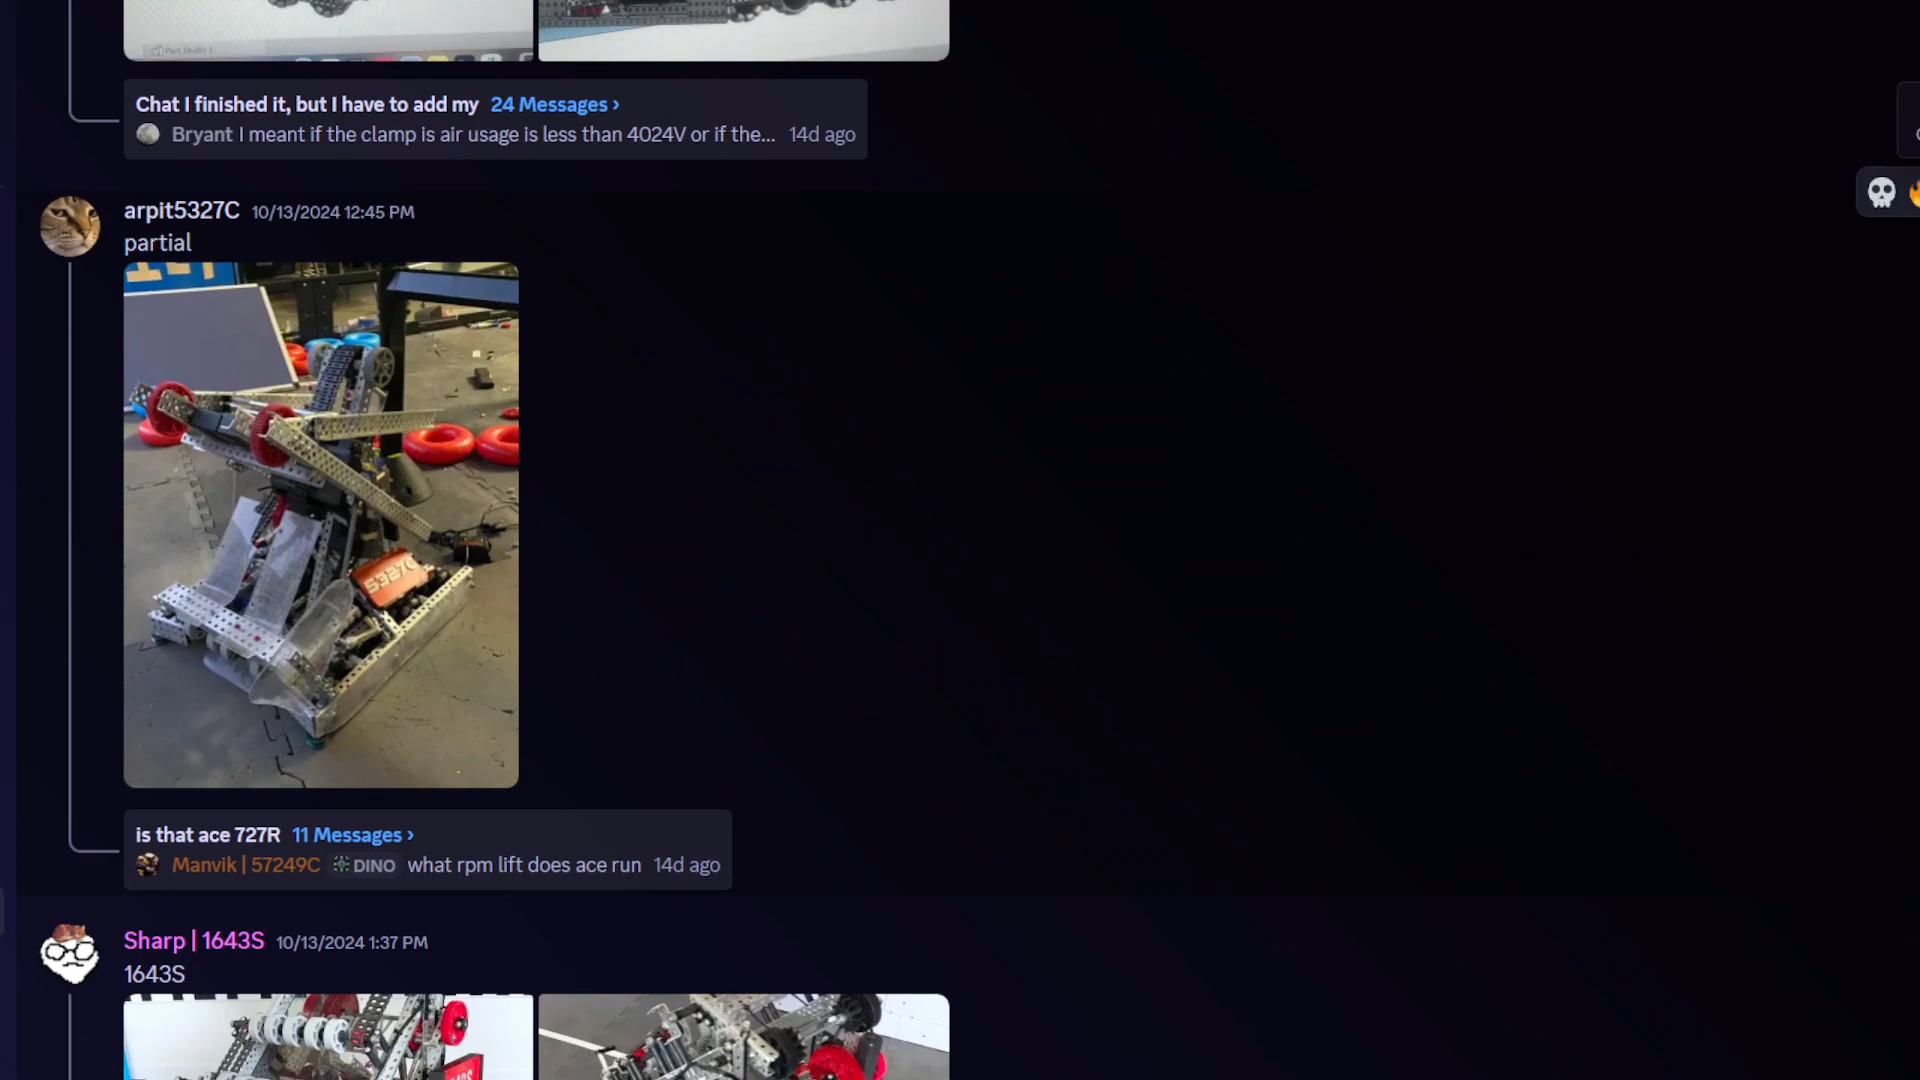 Part Studio 1
Chat I finished it, but I have to add my 24 Messages ›
Bryant I meant if the clamp is air usage is less than 4024V or if the... 14d ago
arpit5327C 10/13/2024 12:45 PM
partial
5327C
is that ace 727R 11 Messages ›
Manvik | 57249C DINO what rpm lift does ace run 14d ago
Sharp | 1643S 10/13/2024 1:37 PM
1643S